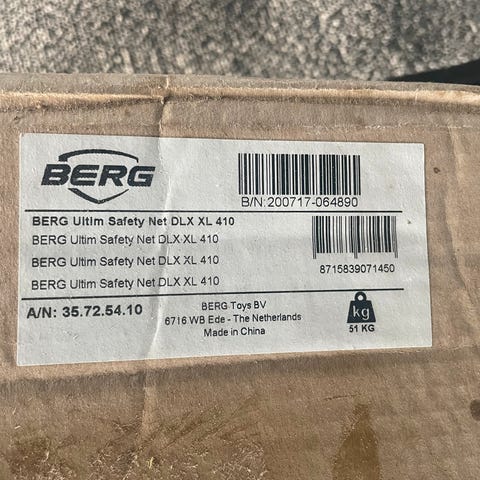 BERG
B/N:200717-064890
BERG Ultim Safety Net DLX XL 410
BERG Ultim Safety Net DLX XL 410
BERG Ultim Safety Net DLX XL 410
BERG Ultim Safety Net DLX XL 410
8715839071450
A/N: 35.72.54.10
BERG Toys BV
6716 WB Ede - The Netherlands
Made in China
kg
51 KG